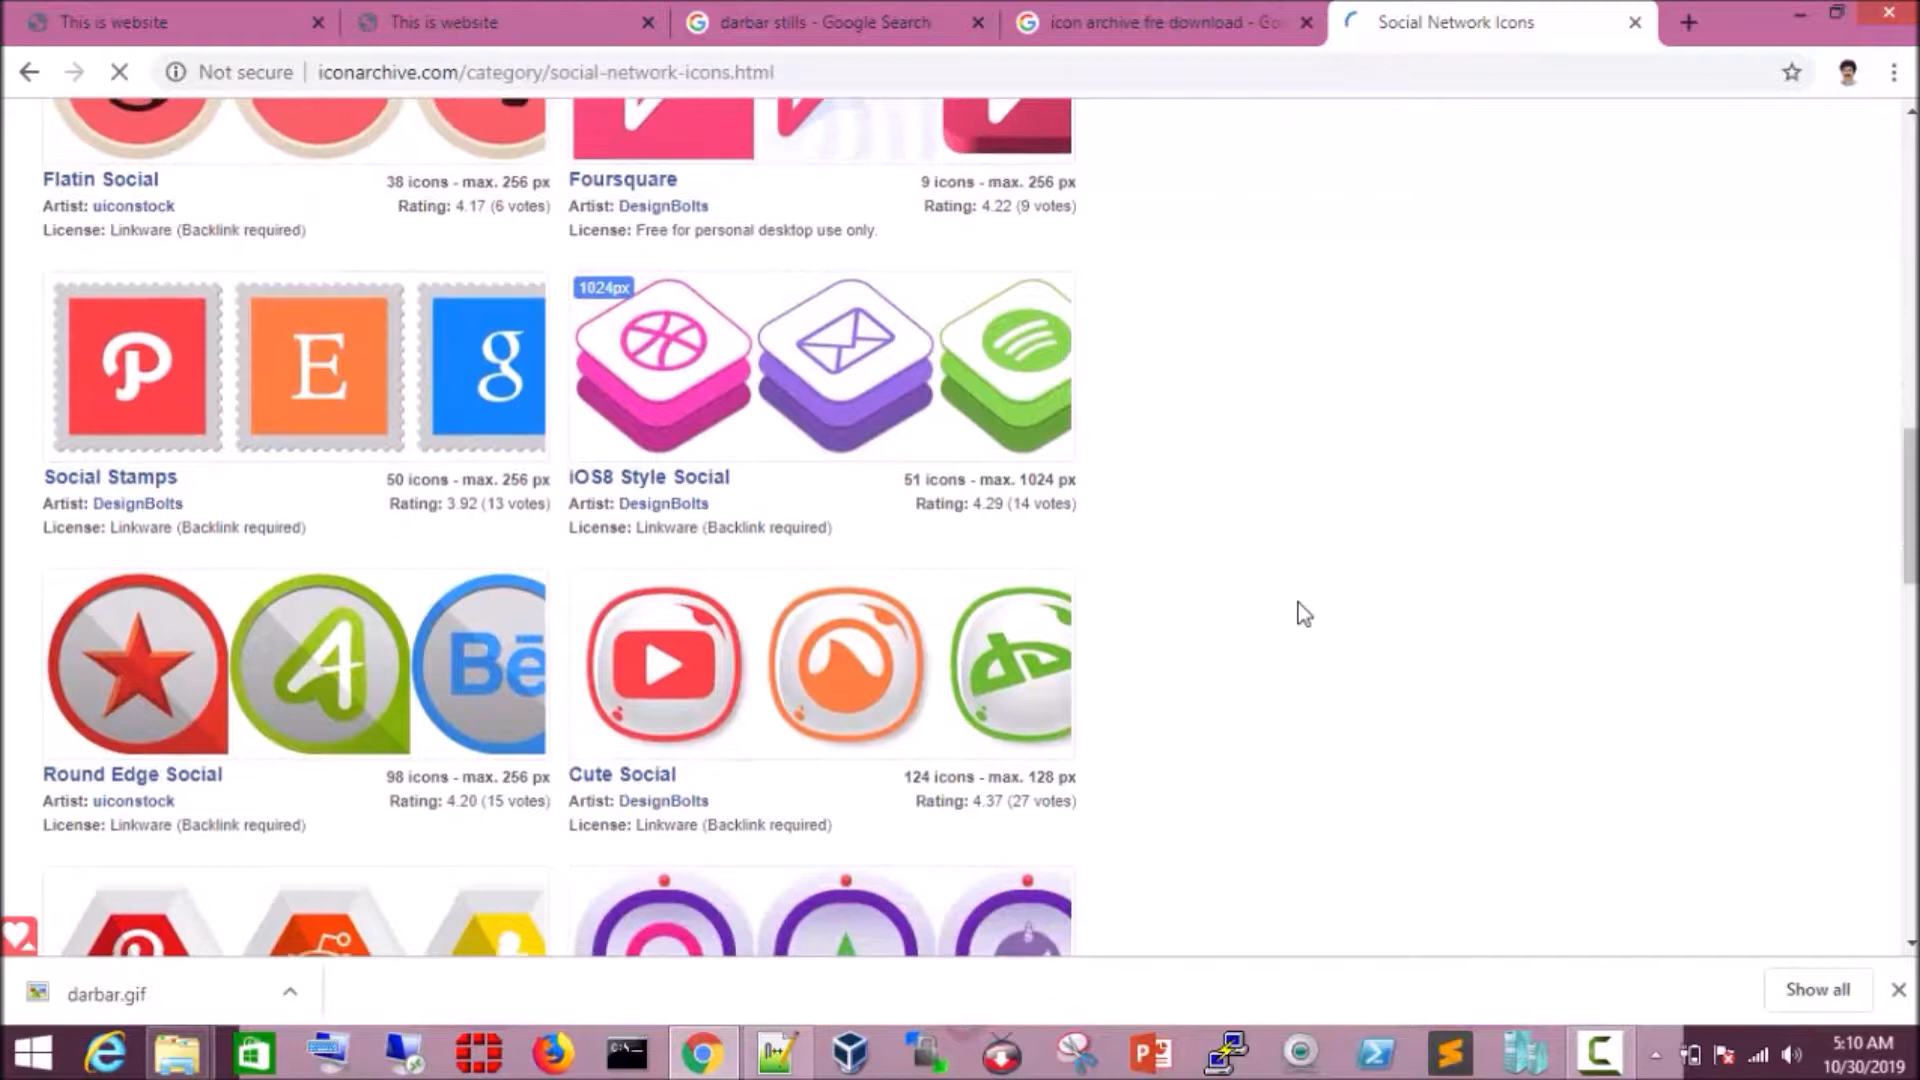 This is website
This is website
darbar stills - Google Search
icon archive fre download - Go
Social Network Icons
Not secure
iconarchive.com/category/social-network-icons.html
Flatin Social
38 icons - max. 256 px
Artist: uiconstock
Rating: 4.17 (6 votes)
License: Linkware (Backlink required)
Foursquare
9 icons - max. 256 px
Artist: DesignBolts
Rating: 4.22 (9 votes)
License: Free for personal desktop use only.
E
g
1024px
Social Stamps
50 icons - max. 256 px
Artist: DesignBolts
Rating: 3.92 (13 votes)
License: Linkware (Backlink required)
iOS8 Style Social
51 icons - max. 1024 px
Artist: DesignBolts
Rating: 4.29 (14 votes)
License: Linkware (Backlink required)
Bē
Round Edge Social
98 icons - max. 256 px
Artist: uiconstock
Rating: 4.20 (15 votes)
License: Linkware (Backlink required)
Cute Social
124 icons - max. 128 px
Artist: DesignBolts
Rating: 4.37 (27 votes)
License: Linkware (Backlink required)
darbar.gif
Show all
5:10 AM
10/30/2019